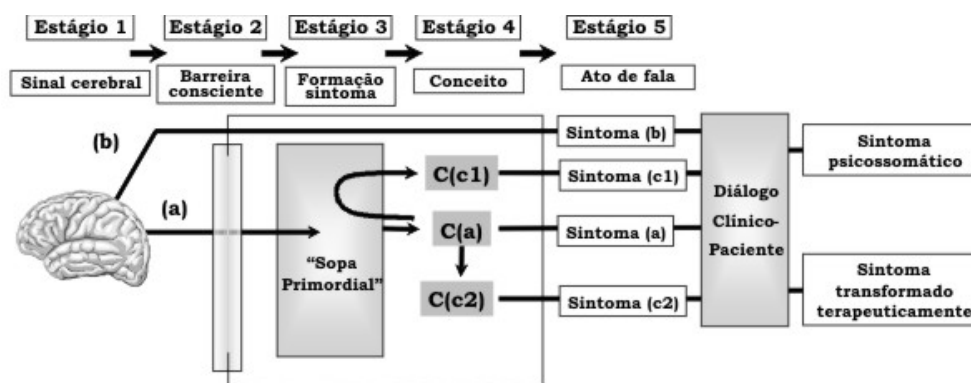 Estágio 1
Estágio 2
Estágio 3
Estágio 4
Estágio 5
Sinal cerebral
Barreira
consciente
Formação
sintoma
Conceito
Ato de fala
(b)
Sintoma (b)
Sintoma
psicossomático
C(c1)
Sintoma (c1)
Diálogo
Clínico-
Paciente
(a)
C(a)
Sintoma (a)
“Sopa
Primordial”
C(c2)
Sintoma (c2)
Sintoma
transformado
terapeuticamente